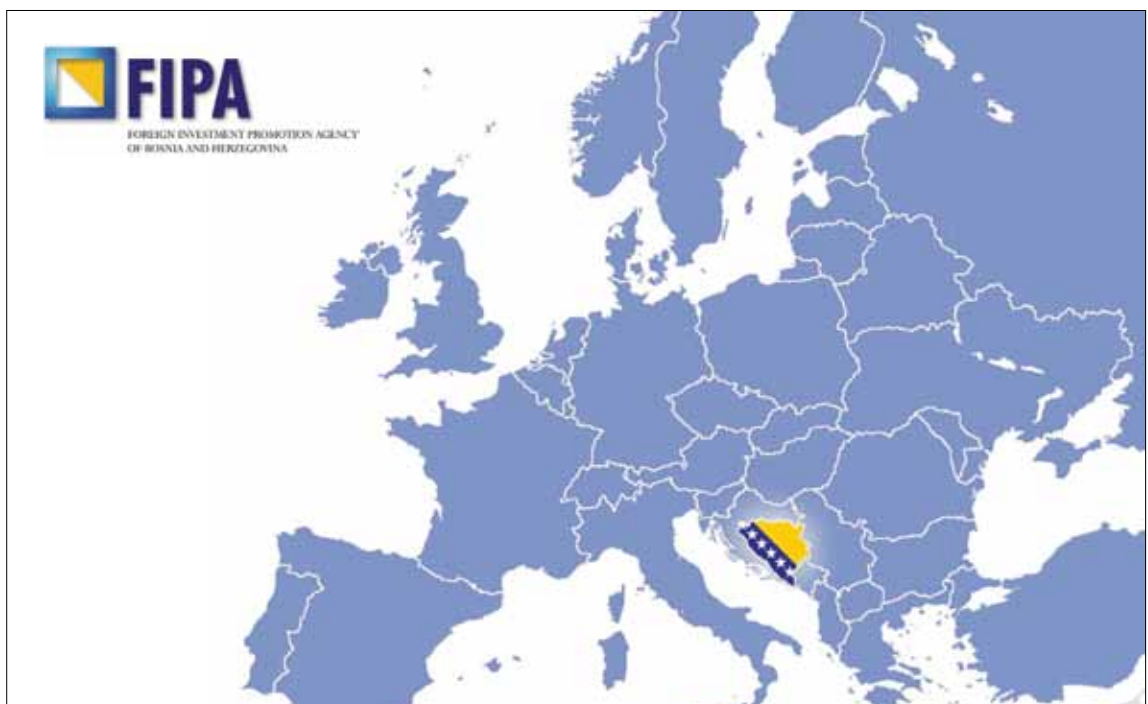 FIPA
FOREIGN INVESTMENT PROMOTION AGENCY
OF BOSNIA AND HERZEGOVINA